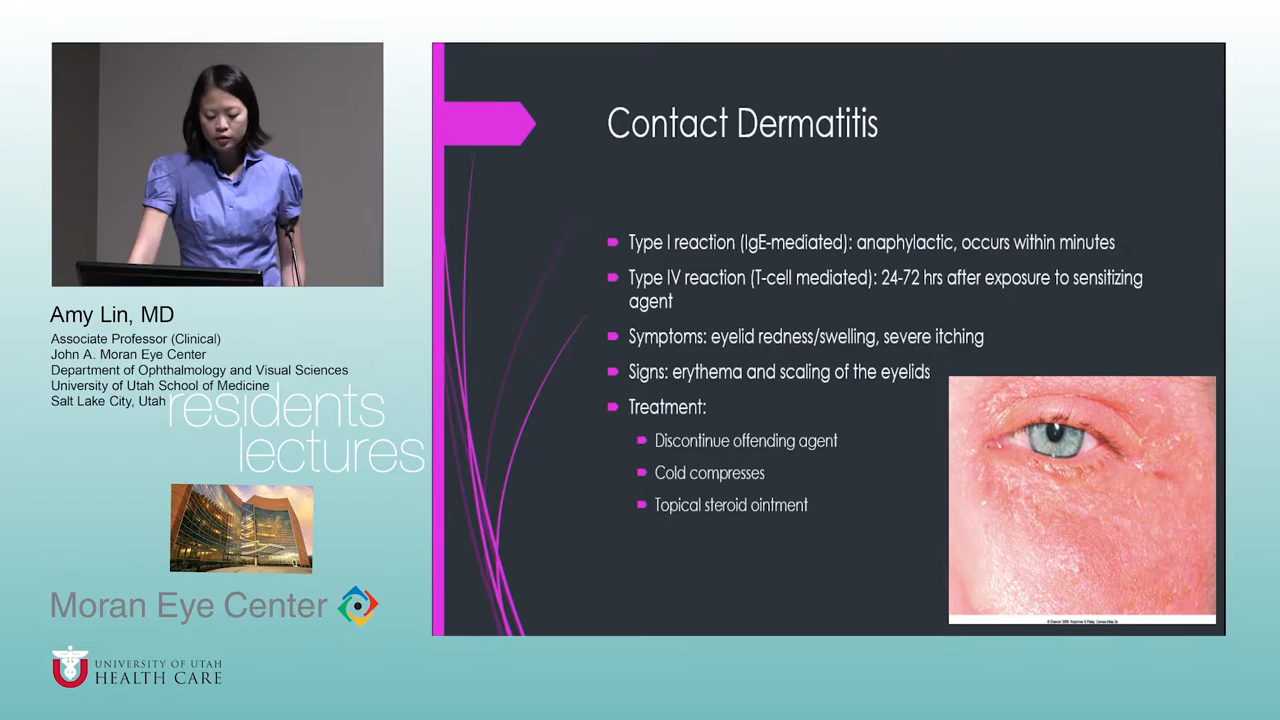 Amy Lin, MD
Associate Professor (Clinical)
John A. Moran Eye Center
Department of Ophthalmology and Visual Sciences
University of Utah School of Medicine
Salt Lake City, Utah
residents
lectures
Moran Eye Center
UNIVERSITY OF UTAH
HEALTH CARE
Contact Dermatitis
Type I reaction (IgE-mediated): anaphylactic, occurs within minutes
Type IV reaction (T-cell mediated): 24-72 hrs after exposure to sensitizing
agent
Symptoms: eyelid redness/swelling, severe itching
Signs: erythema and scaling of the eyelids
Treatment:
Discontinue offending agent
Cold compresses
Topical steroid ointment